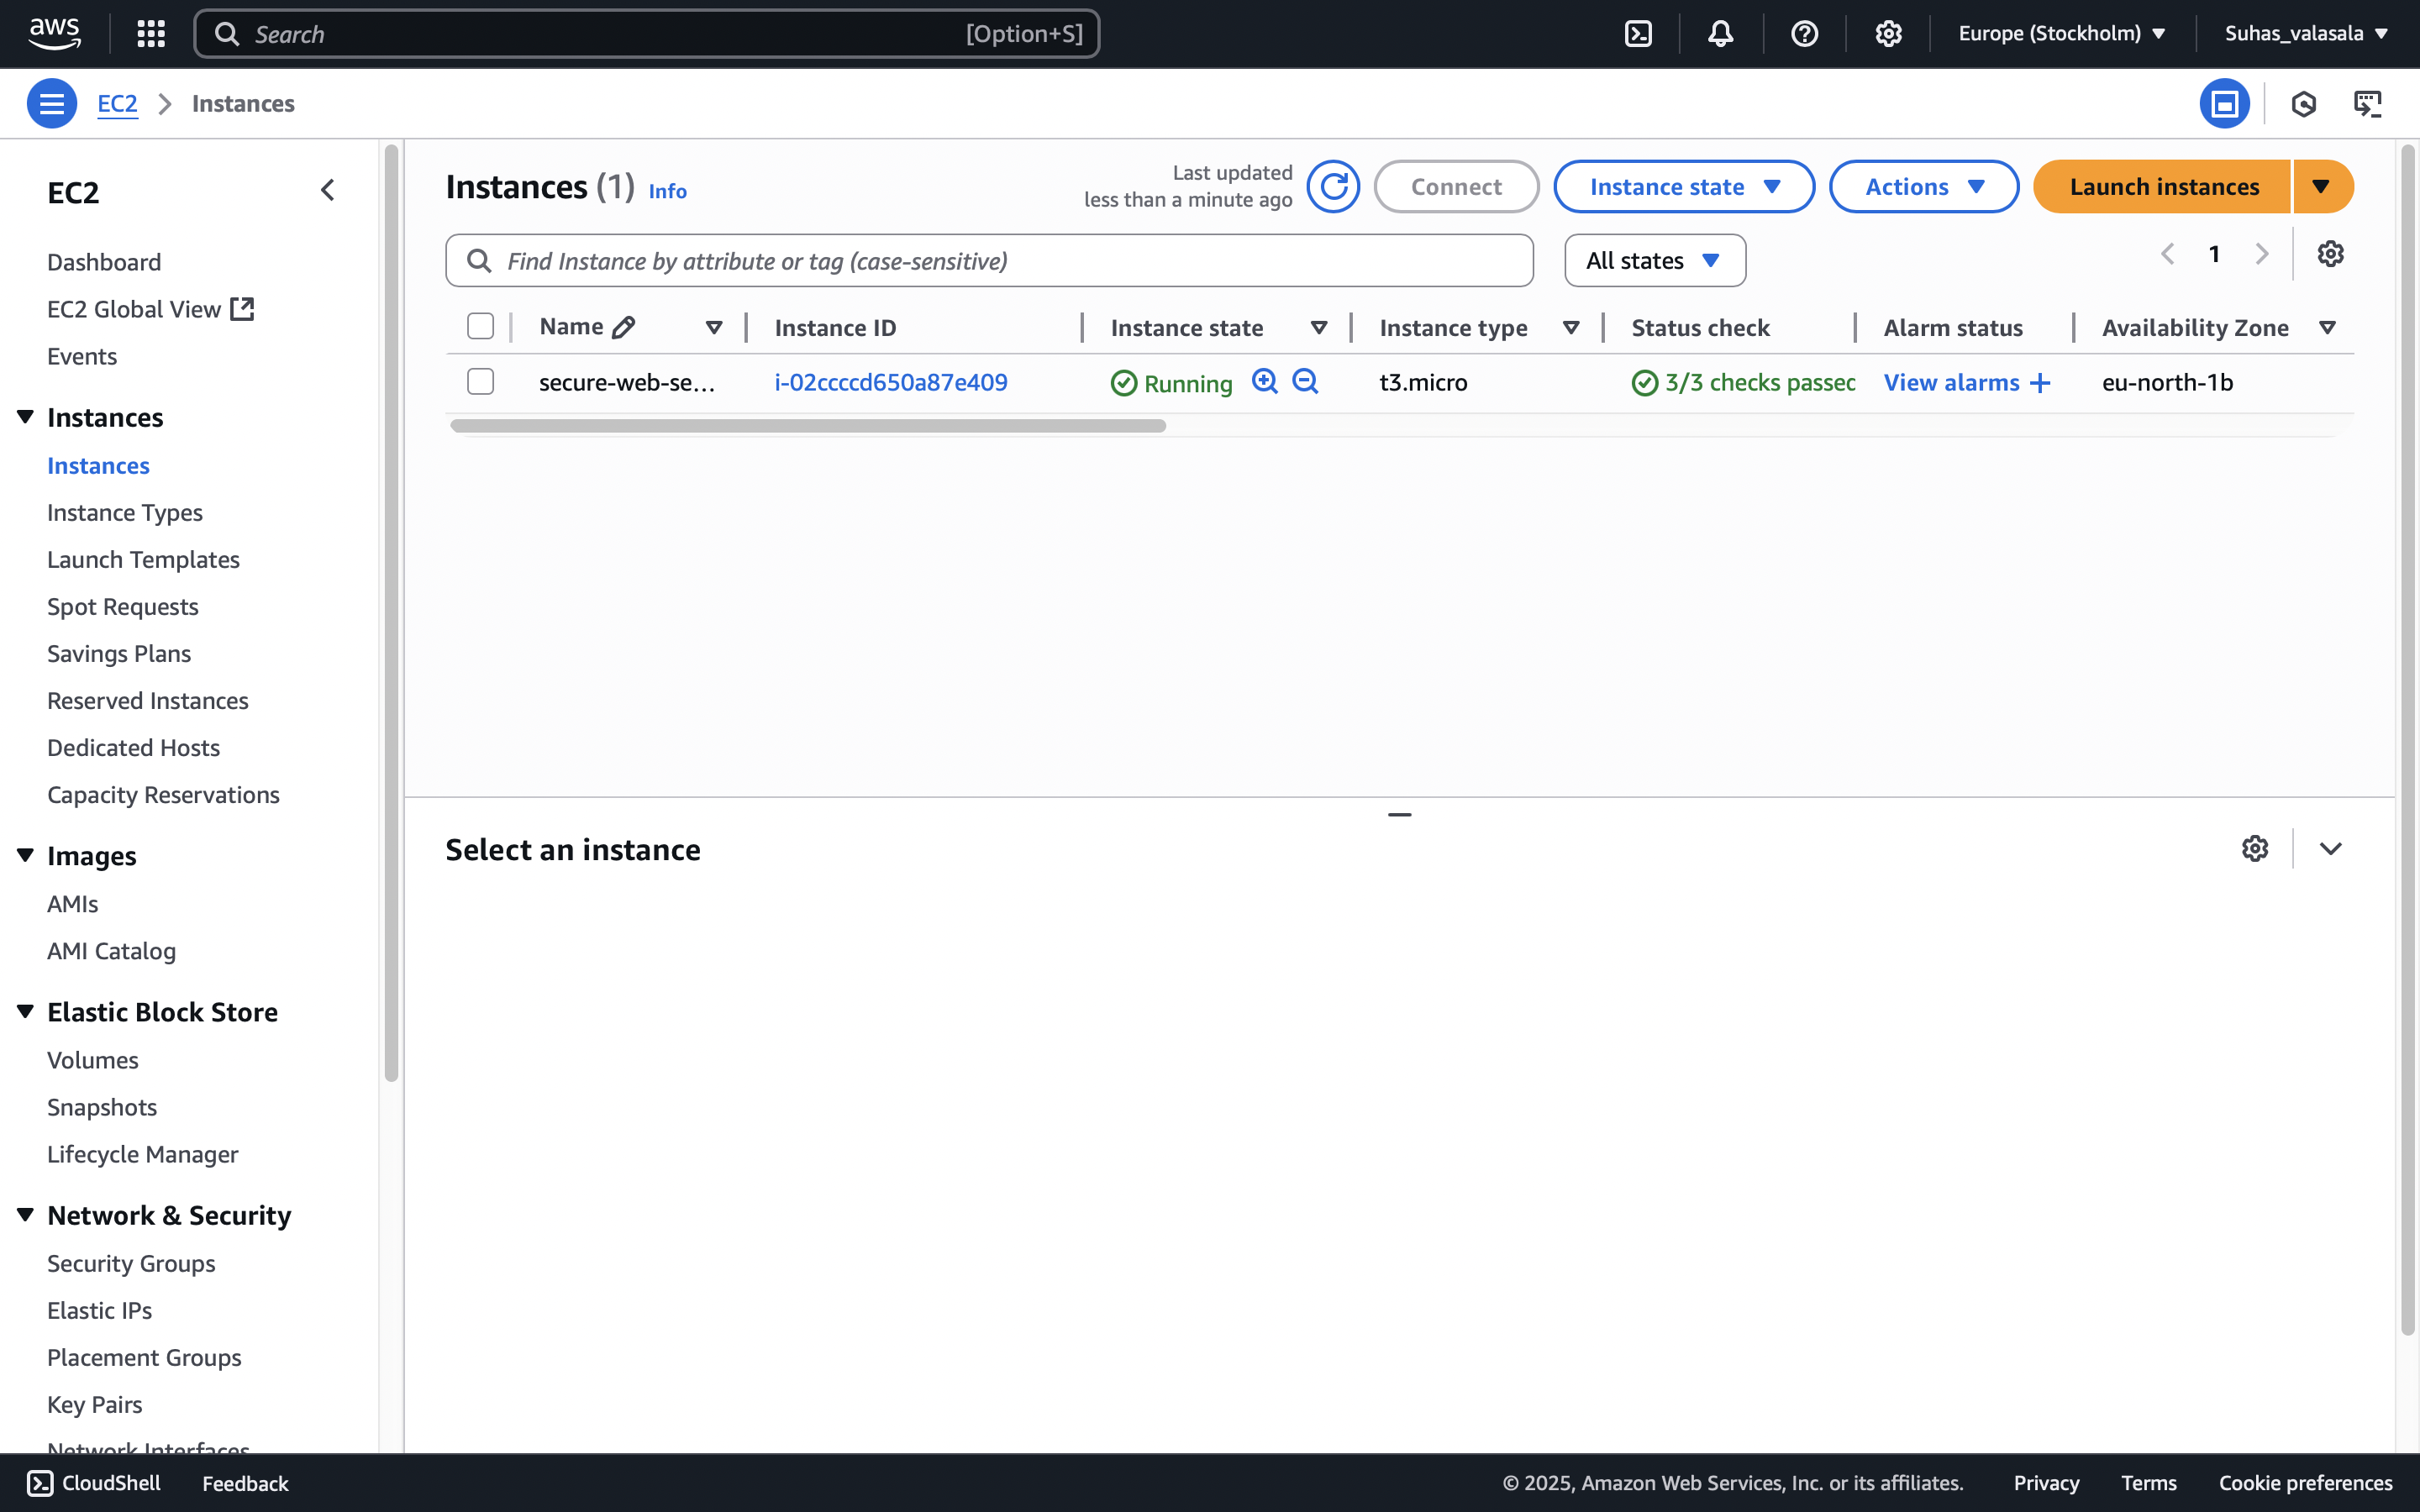 aws
Search [Option+S]
Europe (Stockholm)
Suhas_valasala
EC2 Instances
EC2
Dashboard
EC2 Global View
Events
Instances
Instances
Instance Types
Launch Templates
Spot Requests
Savings Plans
Reserved Instances
Dedicated Hosts
Capacity Reservations
Images
AMIs
AMI Catalog
Elastic Block Store
Volumes
Snapshots
Lifecycle Manager
Network & Security
Security Groups
Elastic IPs
Placement Groups
Key Pairs
Network Interfaces
Instances (1) Info
Last updated
less than a minute ago
Connect
Instance state
Actions
Launch instances
Find Instance by attribute or tag (case-sensitive)
All states
1
Name Instance ID Instance state Instance type Status check Alarm status Availability Zone
secure-web-se... i-02ccccd650a87e409 Running t3.micro 3/3 checks passec View alarms + eu-north-1b
Select an instance
CloudShell Feedback © 2025, Amazon Web Services, Inc. or its affiliates. Privacy Terms Cookie preferences